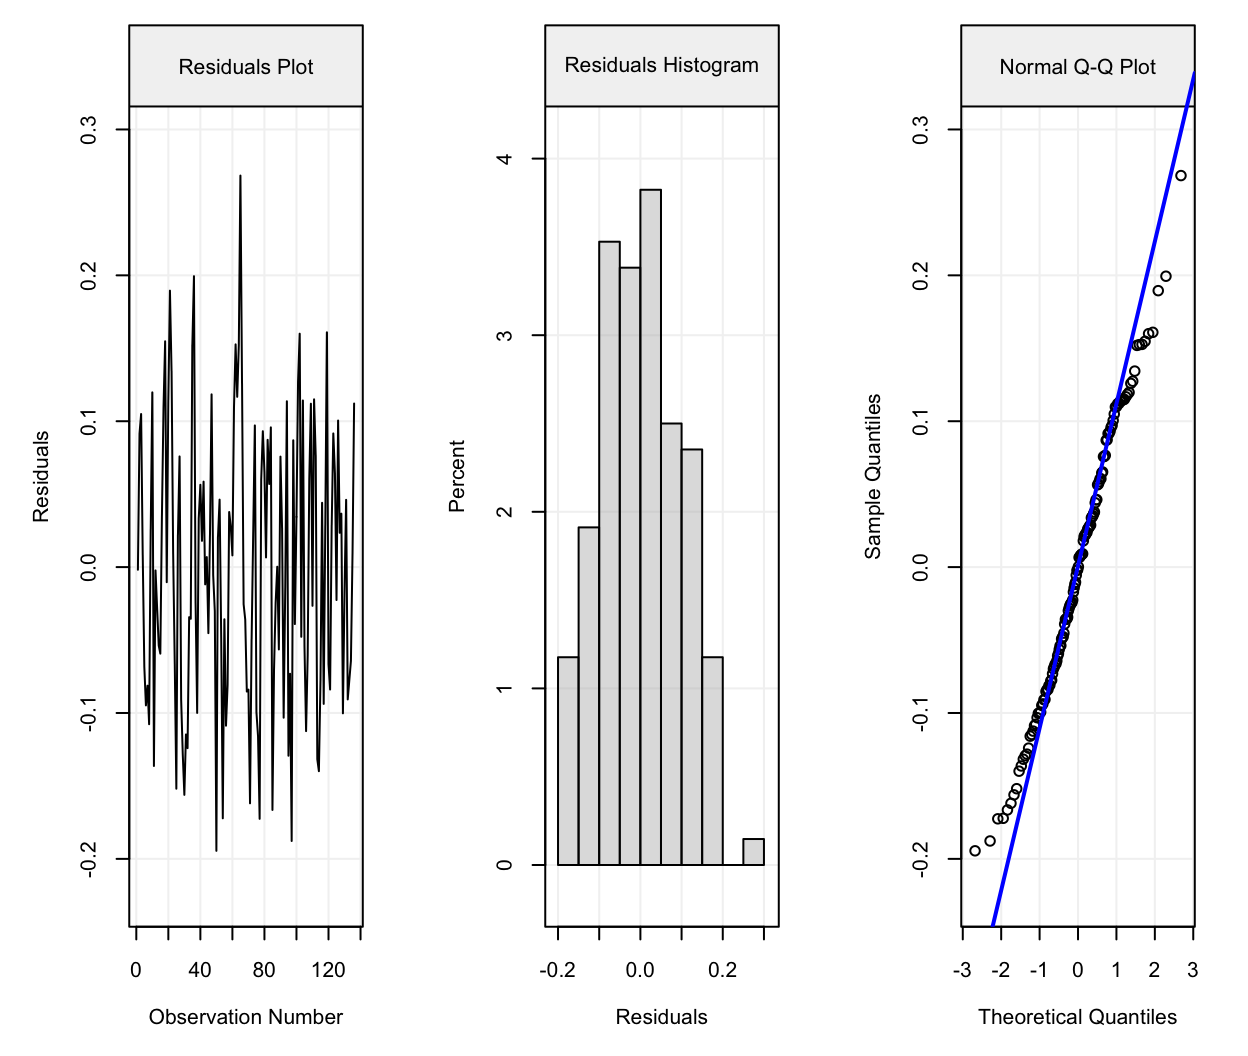 Residuals Plot
Residuals
0.3
0.2
0.1
0.0
-0.1
-0.2
0 40 80 120
Observation Number
Residuals Histogram
Percent
4
3
2
1
0
-0.2 0.0 0.2
Residuals
Normal Q-Q Plot
Sample Quantiles
0.3
0.2
0.1
0.0
-0.1
-0.2
-3 -2 -1 0 1 2 3
Theoretical Quantiles